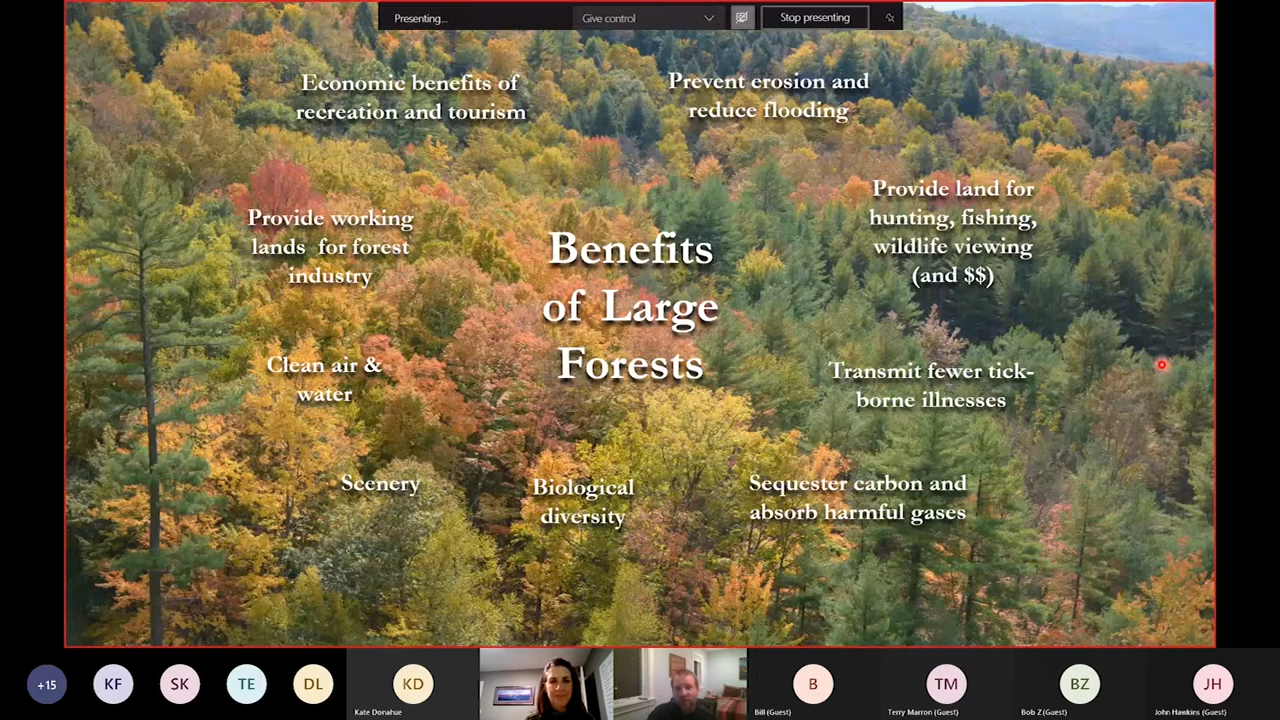 Presenting...
Give control
Stop presenting
Economic benefits of
recreation and tourism
Prevent erosion and
reduce flooding
Provide working
lands for forest
industry
Benefits
of Large
Forests
Provide land for
hunting, fishing,
wildlife viewing
(and $$)
Clean air &
water
Transmit fewer tick-
borne illnesses
Scenery
Biological
diversity
Sequester carbon and
absorb harmful gases
+15
KF
SK
TE
DL
KD
Kate Donahue
B
Bill (Guest)
TM
Terry Marron (Guest)
BZ
Bob Z (Guest)
JH
John Hawkins (Guest)